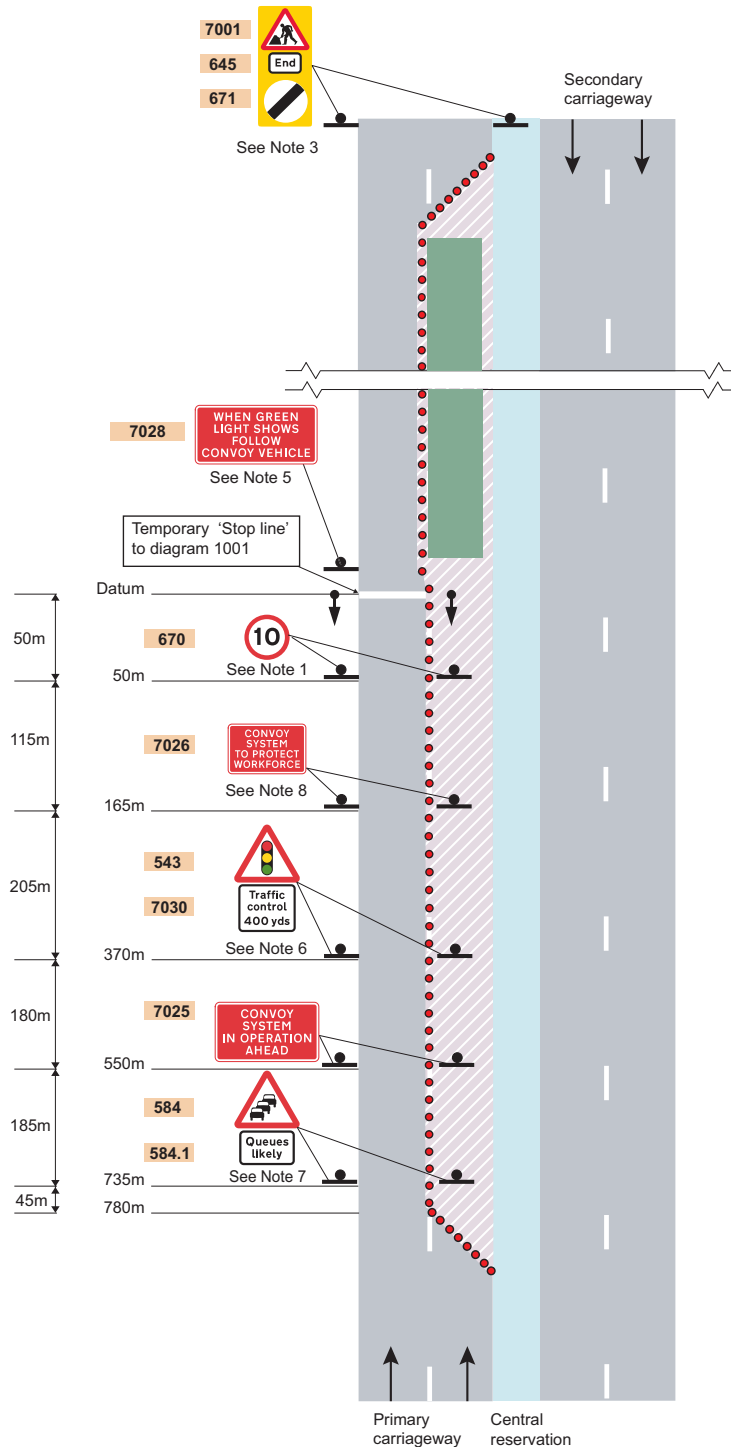 7001
645
End
671
See Note 3
Secondary
carriageway
7028
WHEN GREEN
LIGHT SHOWS
FOLLOW
CONVOY VEHICLE
See Note 5
Temporary ‘Stop line’
to diagram 1001
Datum
50m
670
10
See Note 1
50m
115m
7026
CONVOY
SYSTEM
TO PROTECT
WORKFORCE
See Note 8
165m
543
205m
7030
Traffic
control
400 yds
See Note 6
370m
180m
7025
CONVOY
SYSTEM
IN OPERATION
AHEAD
550m
584
185m
584.1
Queues
likely
See Note 7
735m
45m
780m
Primary
carriageway
Central
reservation